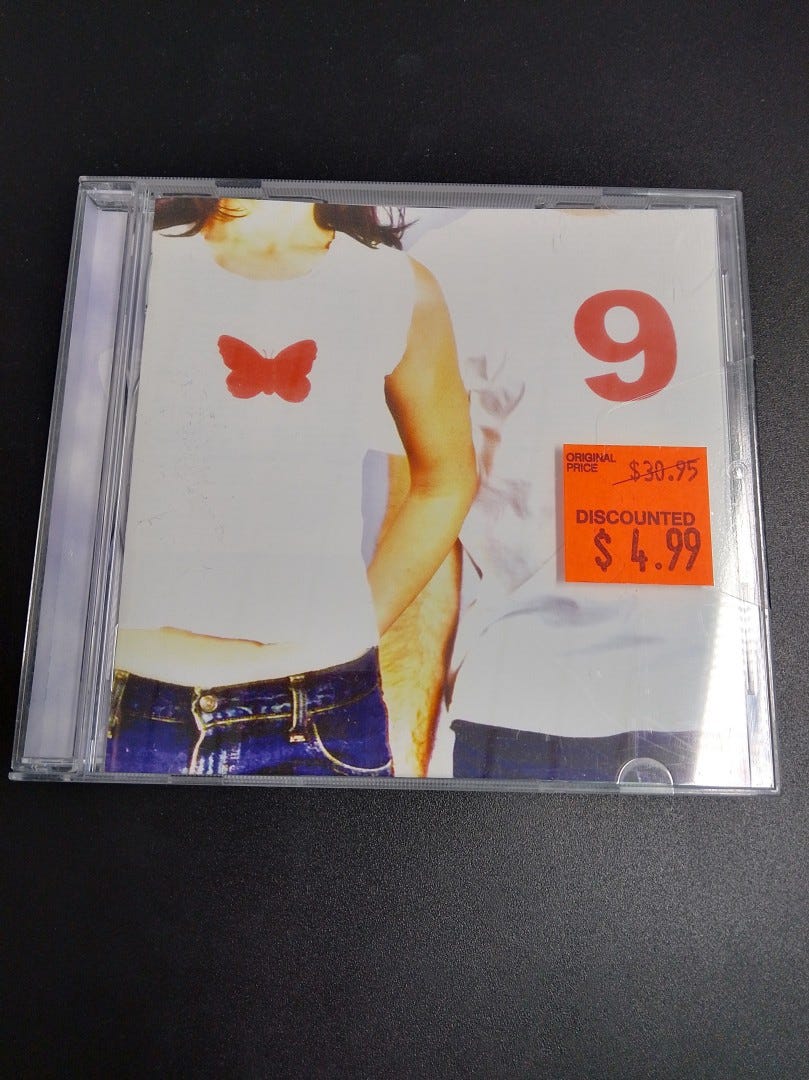 9
ORIGINAL
PRICE
$30.95
DISCOUNTED
$4.99